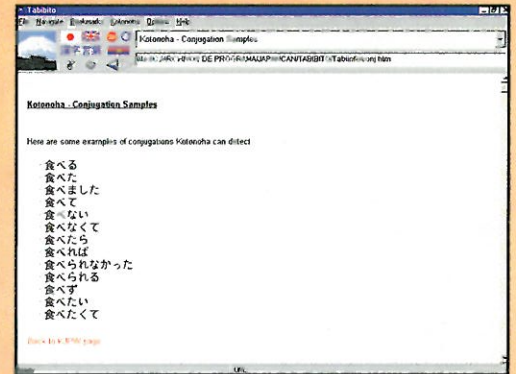 Tabibito
File Navigate Bookmarks Kotonoha Options Help
Kotonoha - Conjugation Samples
Kotonoha - Conjugation Samples
Here are some examples of conjugations Kotonoha can detect
食べる
食べた
食べました
食べて
食べない
食べなくて
食べたら
食べれば
食べられなかった
食べられる
食べず
食べたい
食べたくて
Back to page
URL